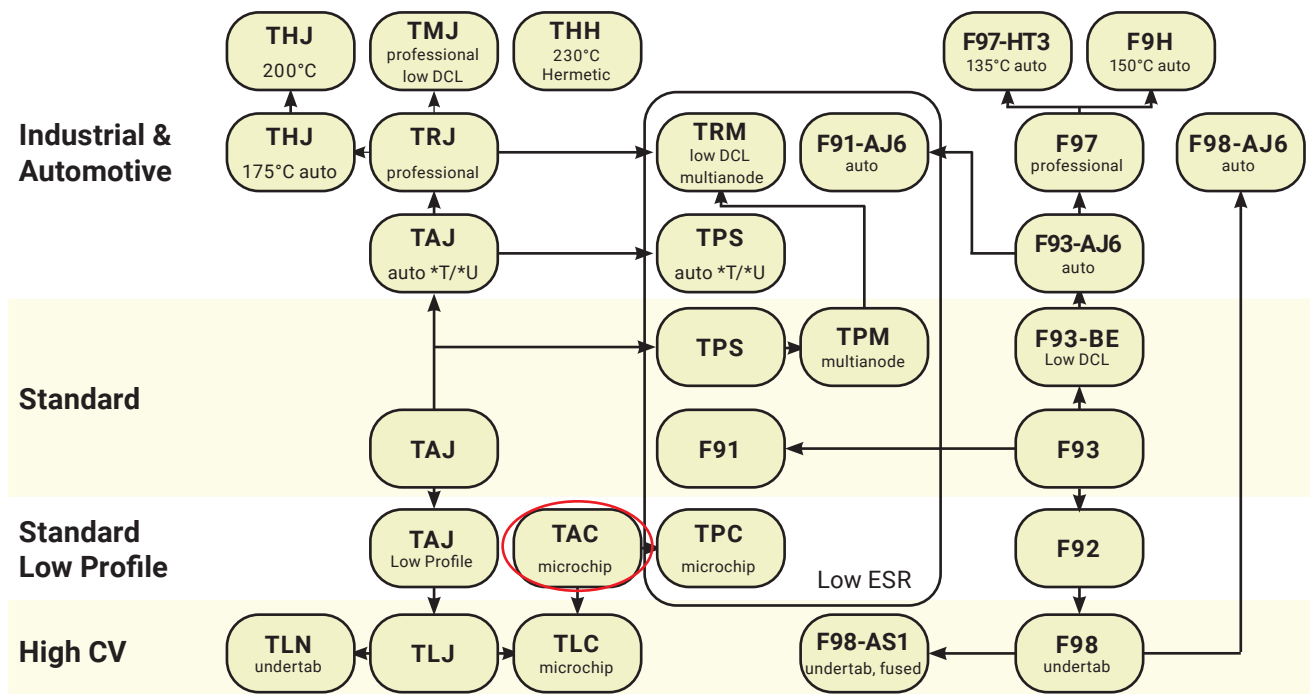 THJ
200°C
TMJ
professional
low DCL
THH
230°C
Hermetic
F97-HT3
135°C auto
F9H
150°C auto
Industrial &
Automotive
THJ
175°C auto
TRJ
professional
TRM
low DCL
multianode
F91-AJ6
auto
F97
professional
F98-AJ6
auto
TAJ
auto *T/*U
TPS
auto *T/*U
F93-AJ6
auto
TPS
TPM
multianode
F93-BE
Low DCL
Standard
TAJ
F91
F93
Standard
Low Profile
TAJ
Low Profile
TAC
microchip
TPC
microchip
Low ESR
F92
High CV
TLN
undertab
TLJ
TLC
microchip
F98-AS1
undertab, fused
F98
undertab